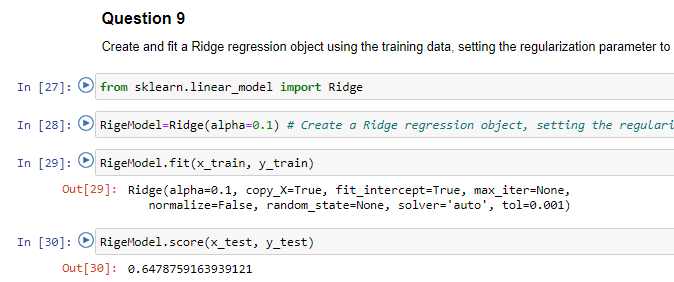 Question 9
Create and fit a Ridge regression object using the training data, setting the regularization parameter to
In [27]: from sklearn.linear_model import Ridge
In [28]: RigeModel=Ridge(alpha=0.1) # Create a Ridge regression object, setting the regulari
In [29]: RigeModel.fit(x_train, y_train)
Out[29]: Ridge(alpha=0.1, copy_X=True, fit_intercept=True, max_iter=None,
normalize=False, random_state=None, solver='auto', tol=0.001)
In [30]: RigeModel.score(x_test, y_test)
Out[30]: 0.6478759163939121